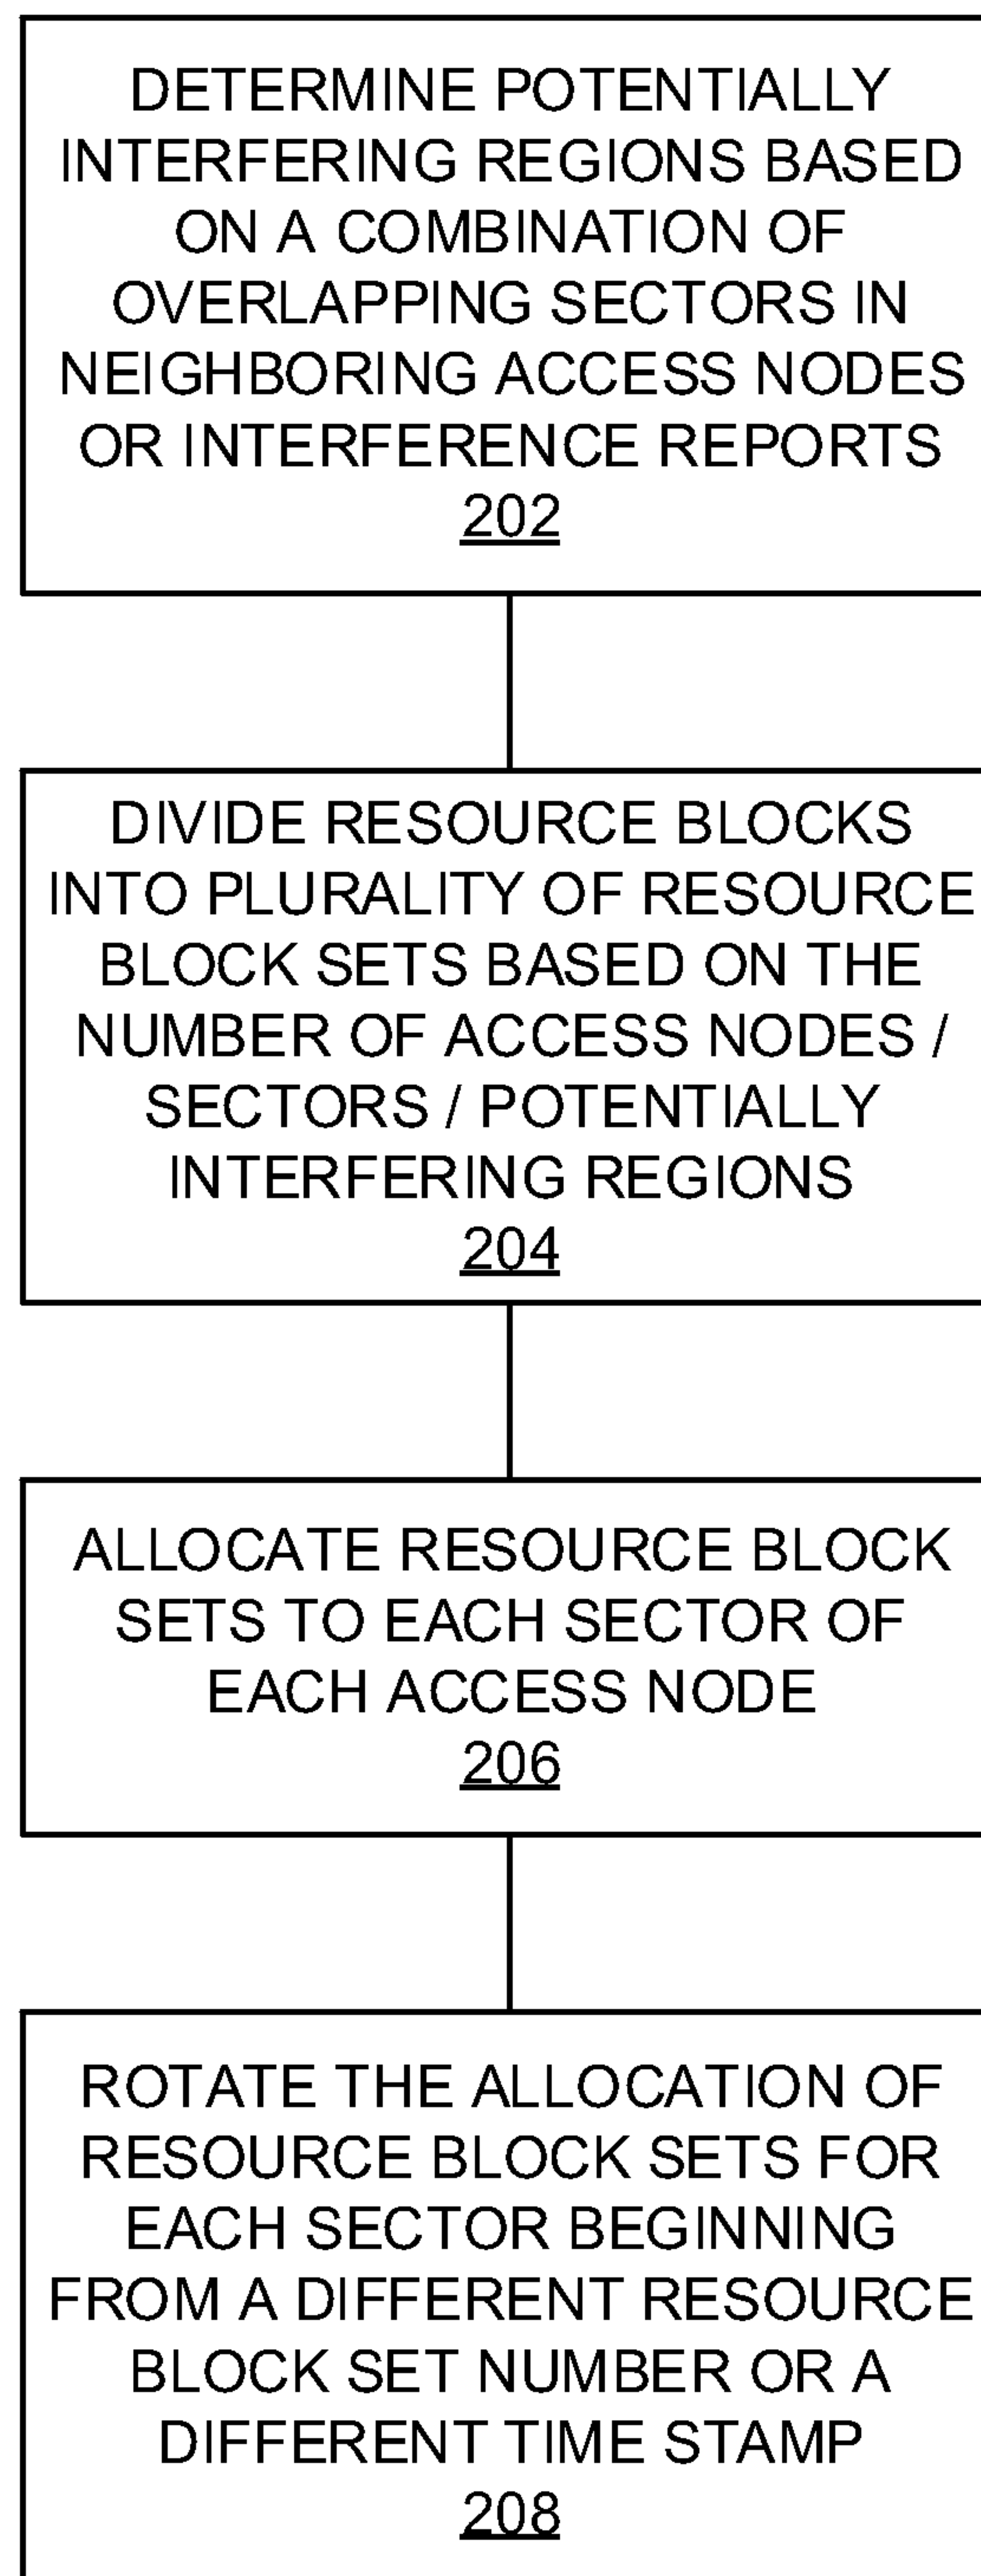 DETERMINE POTENTIALLY
INTERFERING REGIONS BASED
ON A COMBINATION OF
OVERLAPPING SECTORS IN
NEIGHBORING ACCESS NODES
OR INTERFERENCE REPORTS
202
DIVIDE RESOURCE BLOCKS
INTO PLURALITY OF RESOURCE
BLOCK SETS BASED ON THE
NUMBER OF ACCESS NODES /
SECTORS / POTENTIALLY
INTERFERING REGIONS
204
ALLOCATE RESOURCE BLOCK
SETS TO EACH SECTOR OF
EACH ACCESS NODE
206
ROTATE THE ALLOCATION OF
RESOURCE BLOCK SETS FOR
EACH SECTOR BEGINNING
FROM A DIFFERENT RESOURCE
BLOCK SET NUMBER OR A
DIFFERENT TIME STAMP
208